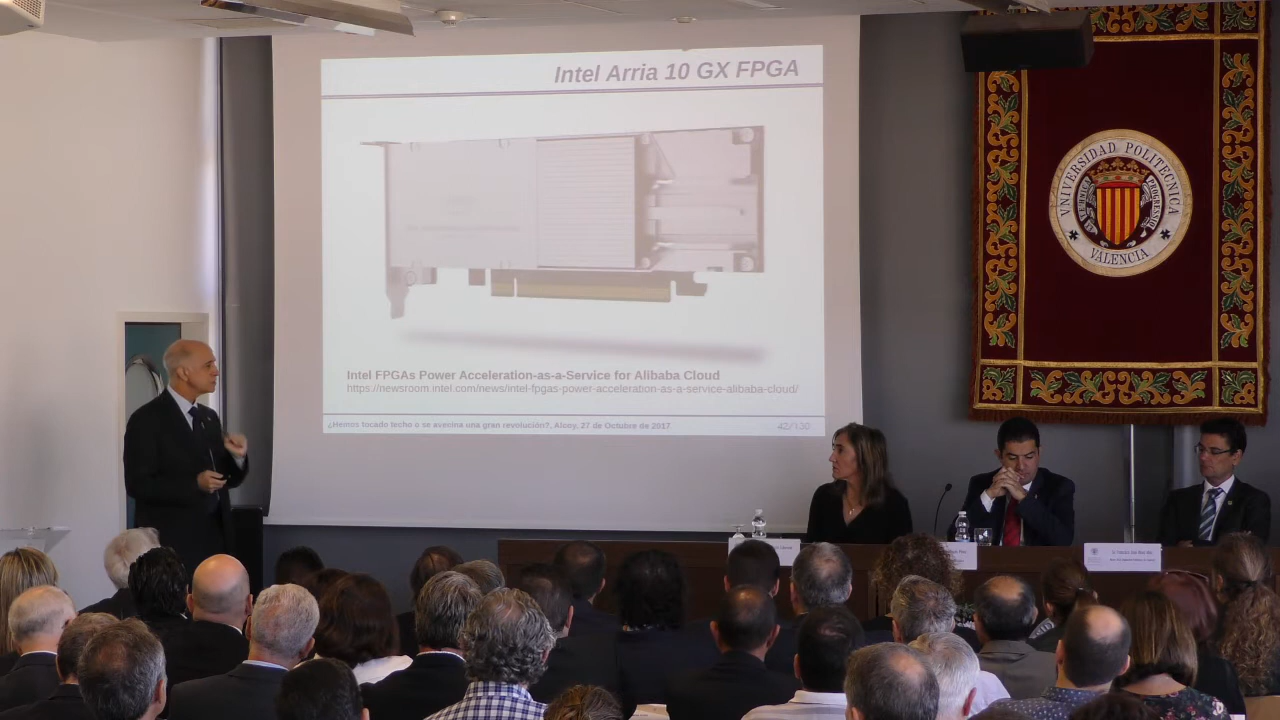 Intel Arria 10 GX FPGA
Intel FPGAs Power Acceleration-as-a-Service for Alibaba Cloud
https://newsroom.intel.com/news/intel-fpgas-power-acceleration-as-a-service-alibaba-cloud/
¿Hemos tocado techo o se avecina una gran revolución?, Alcoy, 27 de Octubre de 2017
42/130
VNIVERSIDAD POLITECNICA
VALENCIA